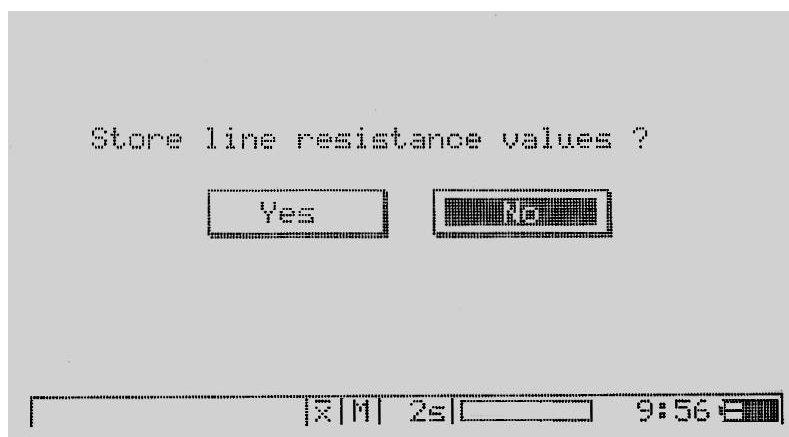 Store line resistance values ?
Yes No
x̅ M 2s 9:56